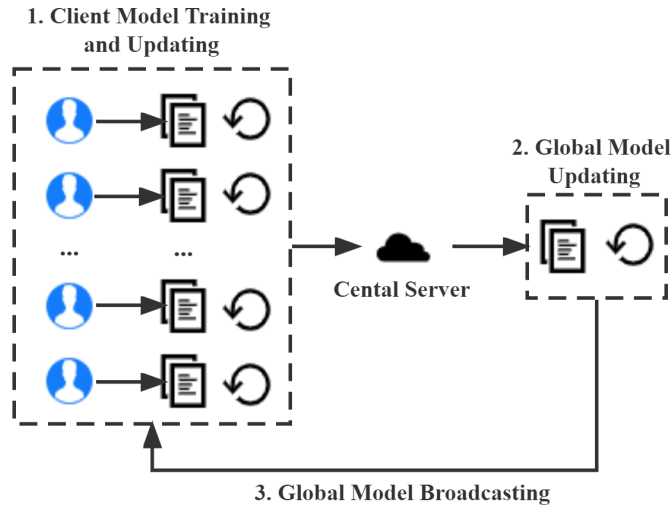 1. Client Model Training
and Updating
2. Global Model
Updating
...
...
Cental Server
3. Global Model Broadcasting